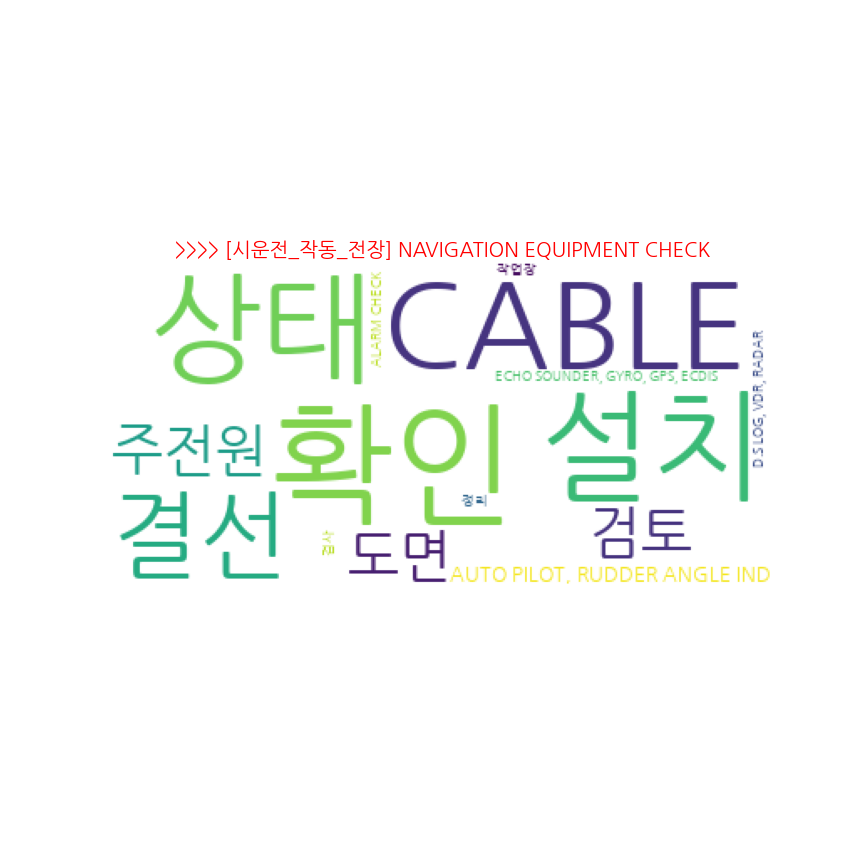 >>>> [시운전_작동_전장] NAVIGATION EQUIPMENT CHECK
작업장
상태
ALARM CHECK
CABLE
ECHO SOUNDER, GYRO, GPS, ECDIS
D.S LOG, VDR, RADAR
주전원
확인
설치
결선
정리
검사
도면
검토
AUTO PILOT, RUDDER ANGLE IND